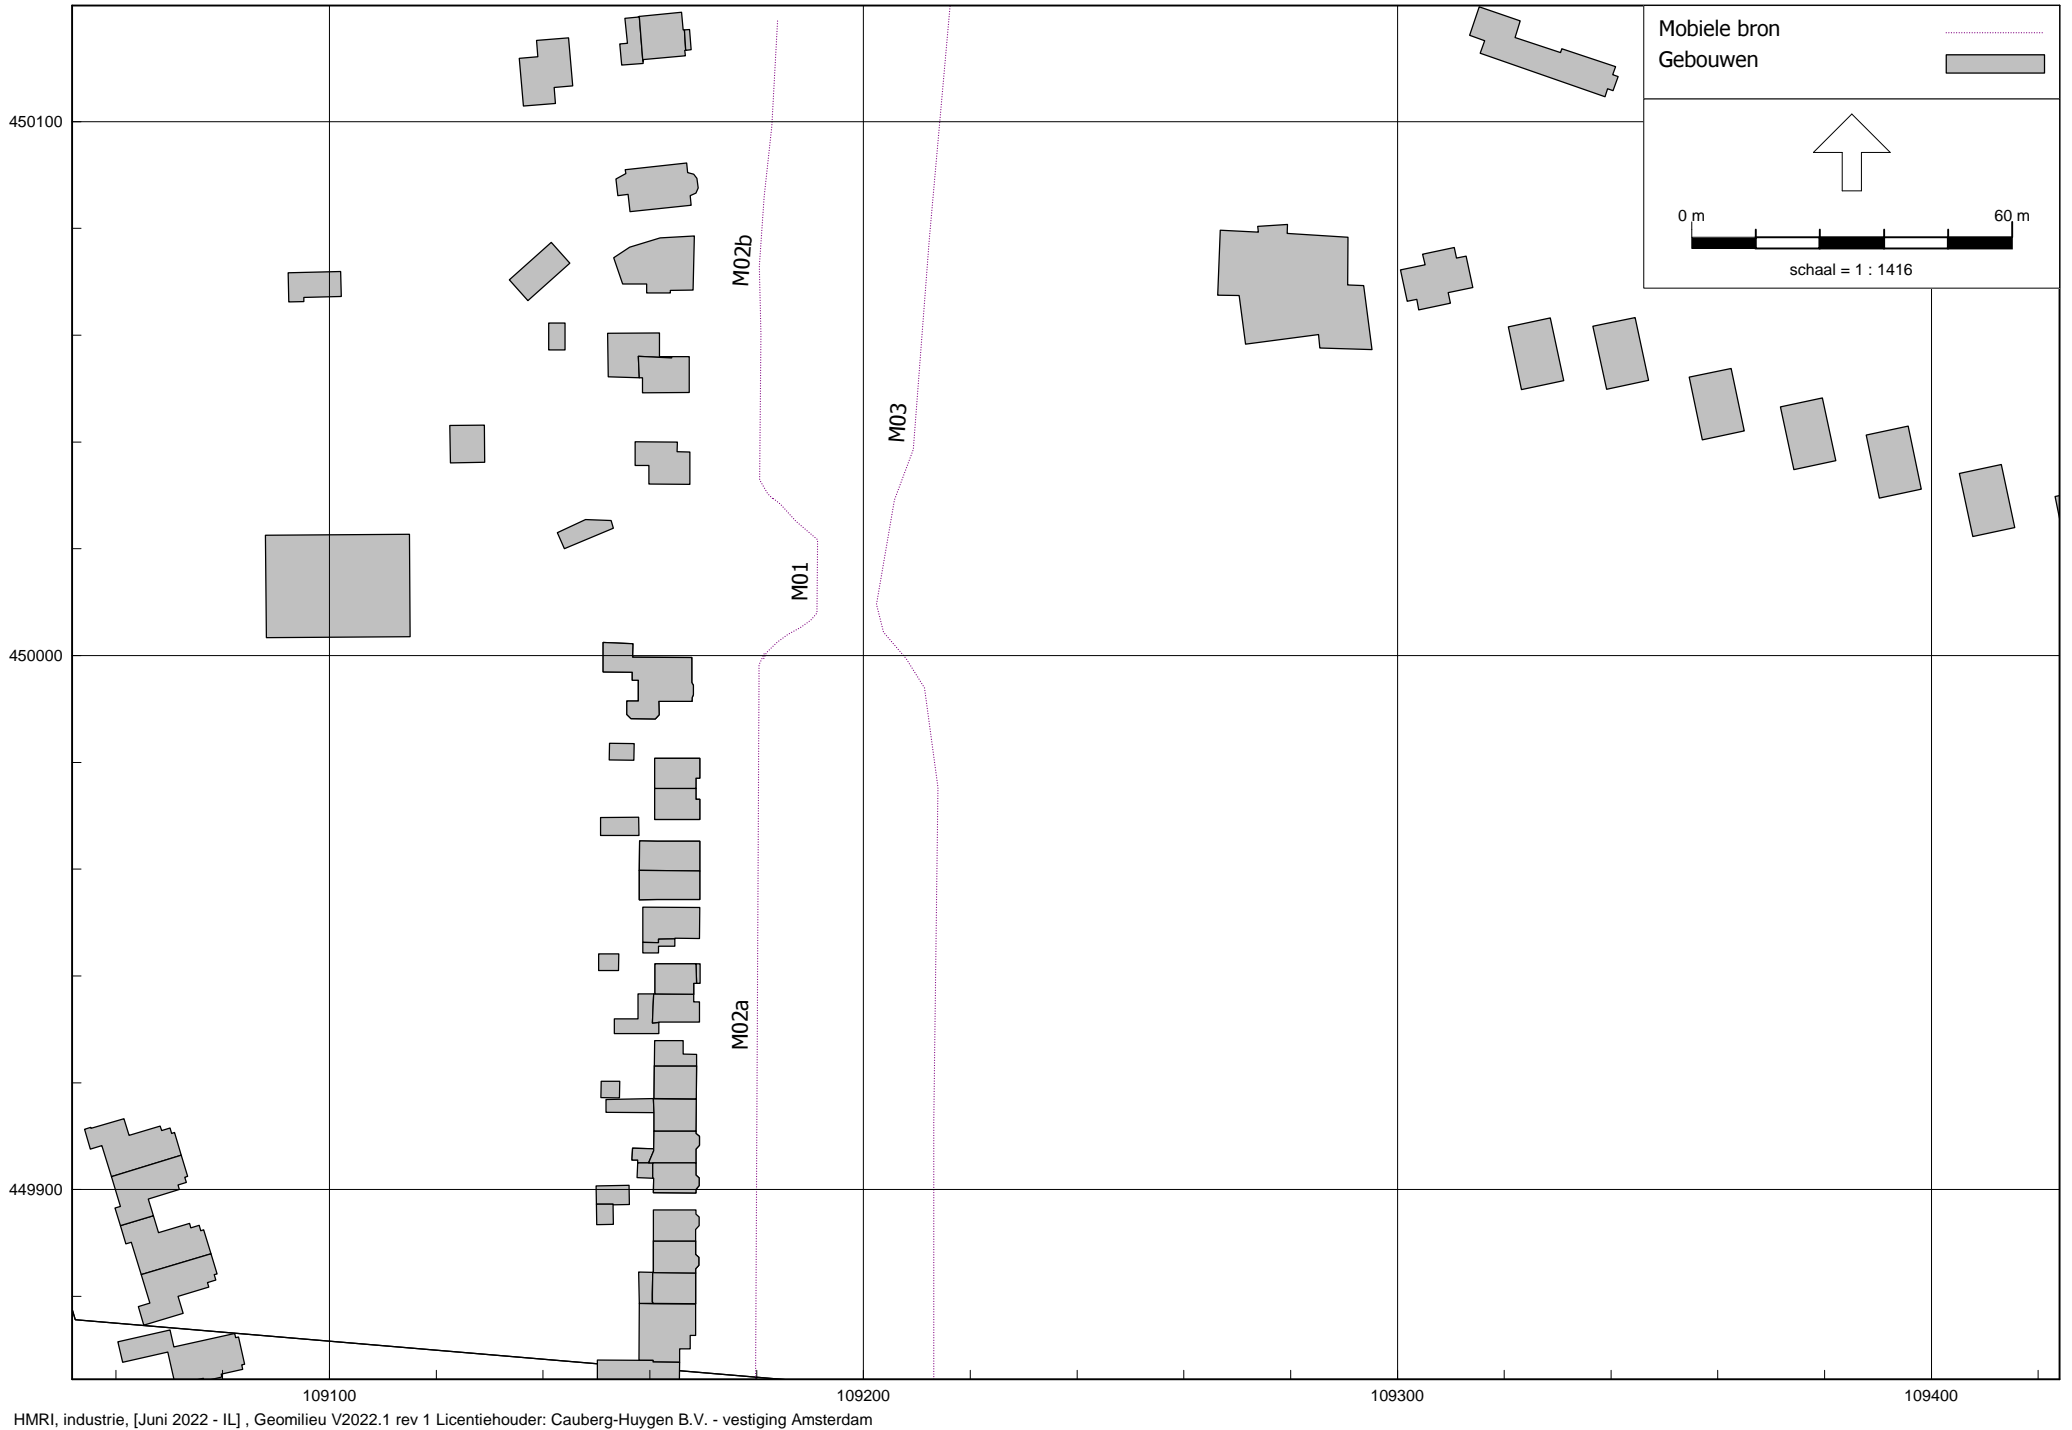 Mobiele bron
Gebouwen
0 m 60 m
schaal = 1 : 1416
450100
M02b
M03
M01
450000
M02a
449900
109100 109200 109300 109400
HMRI, industrie, [Juni 2022 - IL] , Geomilieu V2022.1 rev 1 Licentiehouder: Cauberg-Huygen B.V. - vestiging Amsterdam